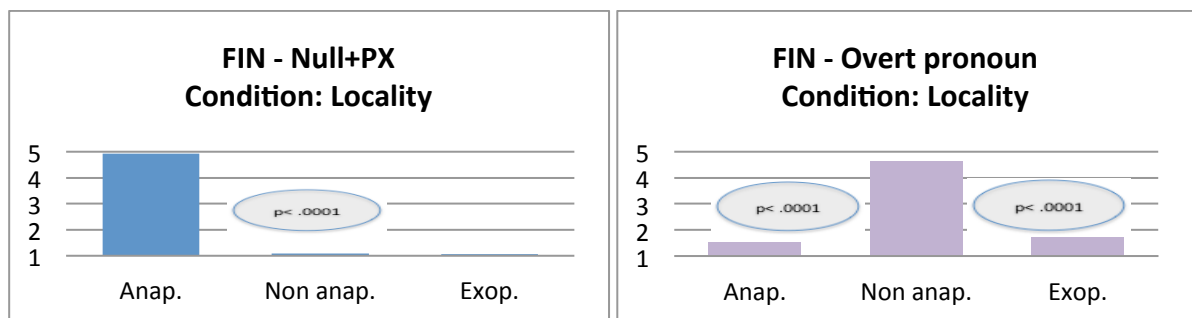 FIN - Null+PX
Condition: Locality
5
4
3
2
1
p< .0001
Anap. Non anap. Exop.
FIN - Overt pronoun
Condition: Locality
5
4
3
2
1
p< .0001 p< .0001
Anap. Non anap. Exop.